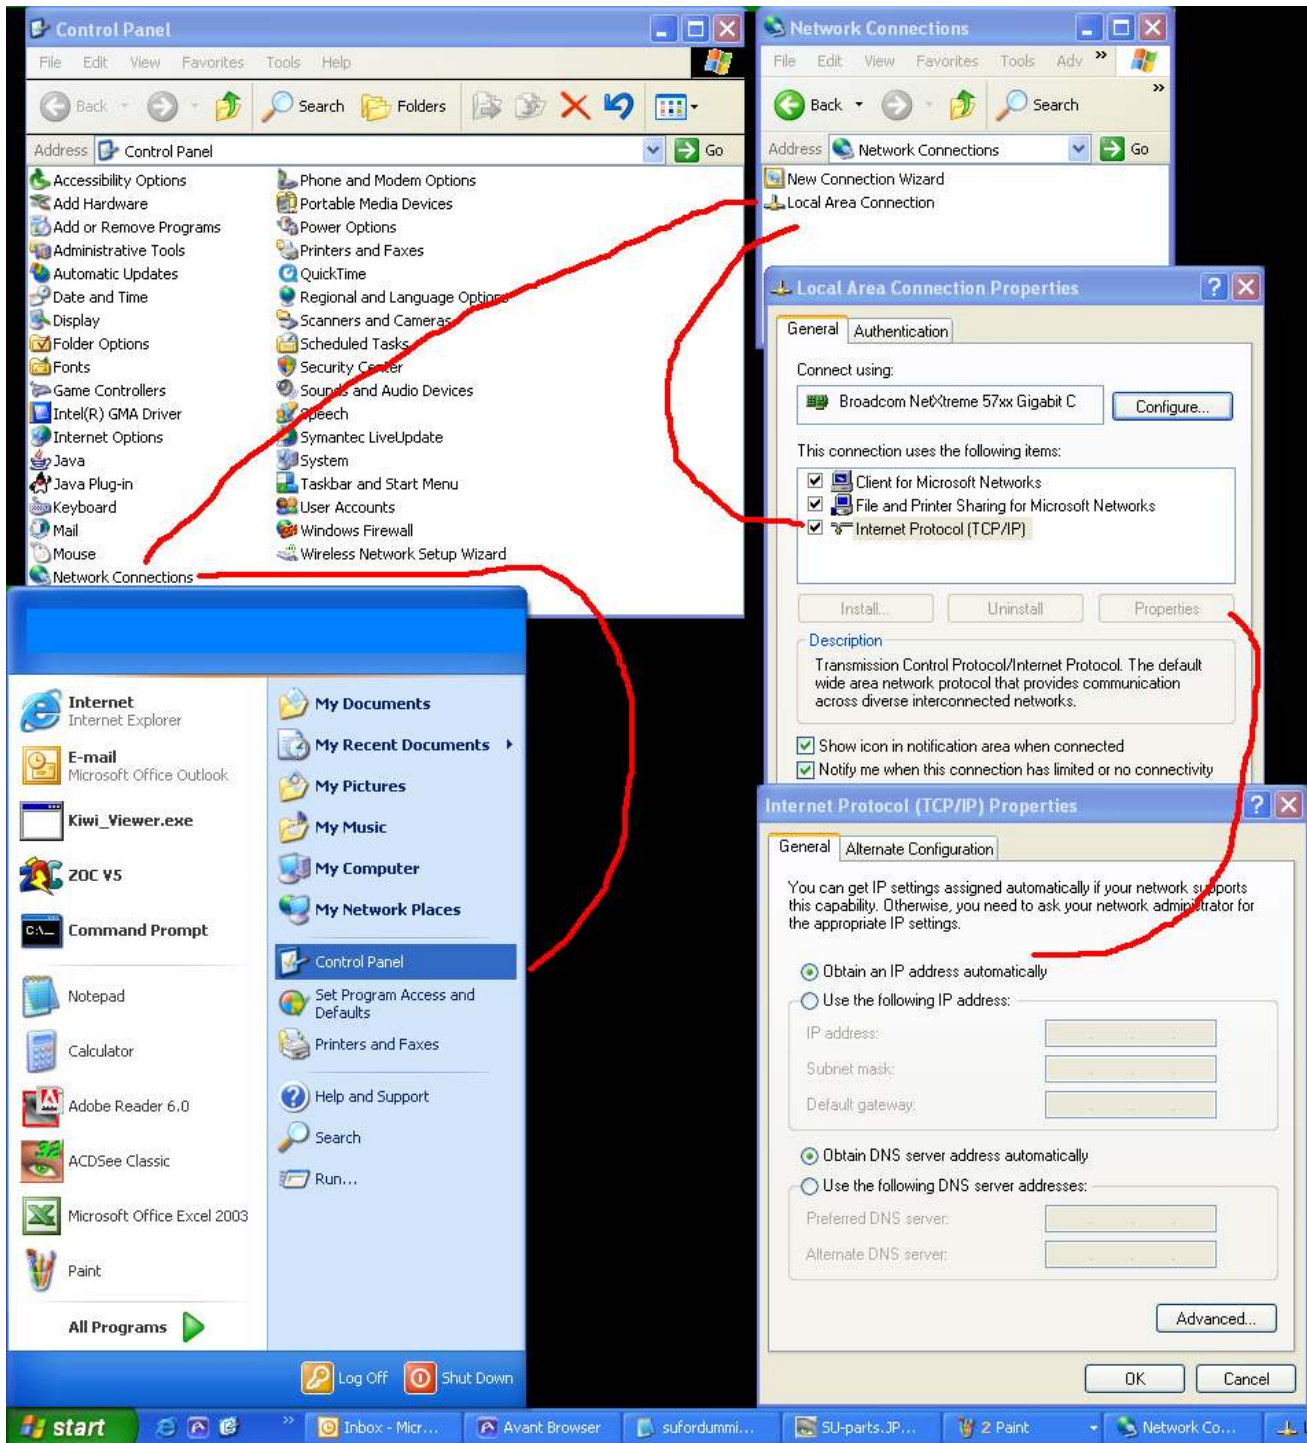 Control Panel
File Edit View Favorites Tools Help
Back Search Folders
Address Control Panel Go
Accessibility Options
Add Hardware
Add or Remove Programs
Administrative Tools
Automatic Updates
Date and Time
Display
Folder Options
Fonts
Game Controllers
Intel(R) GMA Driver
Internet Options
Java
Java Plug-in
Keyboard
Mail
Mouse
Network Connections
Phone and Modem Options
Portable Media Devices
Power Options
Printers and Faxes
QuickTime
Regional and Language Options
Scanners and Cameras
Scheduled Tasks
Security Center
Sounds and Audio Devices
Speech
Symantec LiveUpdate
System
Taskbar and Start Menu
User Accounts
Windows Firewall
Wireless Network Setup Wizard
Network Connections
File Edit View Favorites Tools Adv »
Back Search »
Address Network Connections Go
New Connection Wizard
Local Area Connection
Local Area Connection Properties
General Authentication
Connect using:
Broadcom NetXtreme 57xx Gigabit C Configure...
This connection uses the following items:
Client for Microsoft Networks
File and Printer Sharing for Microsoft Networks
Internet Protocol (TCP/IP)
Install... Uninstall Properties
Description
Transmission Control Protocol/Internet Protocol. The default
wide area network protocol that provides communication
across diverse interconnected networks.
Show icon in notification area when connected
Notify me when this connection has limited or no connectivity
Internet Protocol (TCP/IP) Properties
General Alternate Configuration
You can get IP settings assigned automatically if your network supports
this capability. Otherwise, you need to ask your network administrator for
the appropriate IP settings.
Obtain an IP address automatically
Use the following IP address:
IP address:
Subnet mask:
Default gateway:
Obtain DNS server address automatically
Use the following DNS server addresses:
Preferred DNS server:
Alternate DNS server:
Advanced...
OK Cancel
Internet
Internet Explorer
E-mail
Microsoft Office Outlook
Kiwi_Viewer.exe
ZOC V5
C:\_ Command Prompt
Notepad
Calculator
Adobe Reader 6.0
ACDSee Classic
Microsoft Office Excel 2003
Paint
All Programs
My Documents
My Recent Documents
My Pictures
My Music
My Computer
My Network Places
Control Panel
Set Program Access and
Defaults
Printers and Faxes
Help and Support
Search
Run...
Log Off Shut Down
start » Inbox - Micr... Avant Browser sufordummi... SU-parts.JP... 2 Paint Network Co...